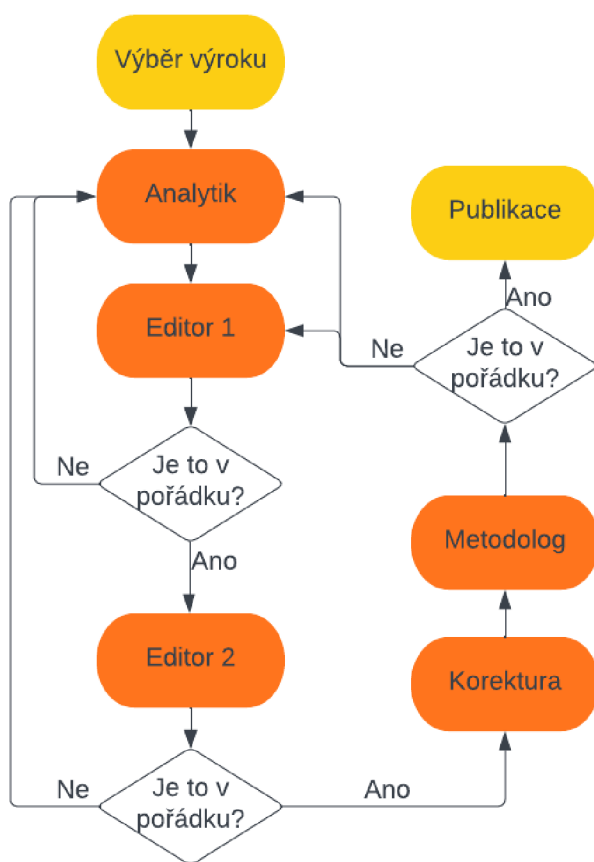 Výběr výroku
Analytik
Publikace
Ano
Editor 1
Ne
Je to v
pořádku?
Ne
Je to v
pořádku?
Ano
Metodolog
Editor 2
Korektura
Ne
Je to v
pořádku?
Ano